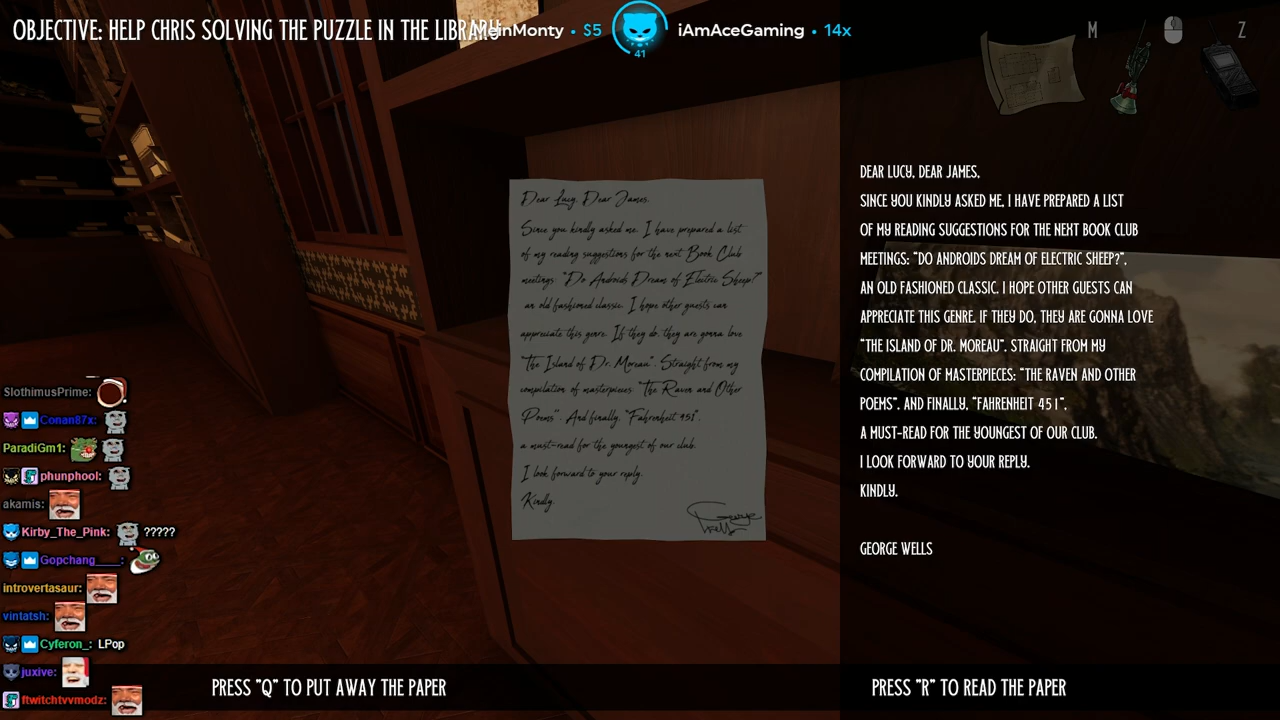 OBJECTIVE: HELP CHRIS SOLVING THE PUZZLE IN THE LIBRARY
inMonty • $5
41
iAmAceGaming • 14x
M
Z
Dear Lucy, Dear James,
Since you kindly asked me, I have prepared a list
of my reading suggestions for the next Book Club
meetings: "Do Androids Dream of Electric Sheep?"
an old fashioned classic. I hope other guests can
appreciate this genre. If they do, they are gonna love
"The Island of Dr. Moreau". Straight from my
compilation of masterpieces: "The Raven and Other
Poems". And finally, "Fahrenheit 451",
a must-read for the youngest of our club.
I look forward to your reply.
Kindly,
George
Wells
DEAR LUCY, DEAR JAMES,
SINCE YOU KINDLY ASKED ME, I HAVE PREPARED A LIST
OF MY READING SUGGESTIONS FOR THE NEXT BOOK CLUB
MEETINGS: "DO ANDROIDS DREAM OF ELECTRIC SHEEP?",
AN OLD FASHIONED CLASSIC. I HOPE OTHER GUESTS CAN
APPRECIATE THIS GENRE. IF THEY DO, THEY ARE GONNA LOVE
"THE ISLAND OF DR. MOREAU". STRAIGHT FROM MY
COMPILATION OF MASTERPIECES: "THE RAVEN AND OTHER
POEMS". AND FINALLY, "FAHRENHEIT 451",
A MUST-READ FOR THE YOUNGEST OF OUR CLUB.
I LOOK FORWARD TO YOUR REPLY.
KINDLY,
GEORGE WELLS
SlothimusPrime:
Conan87x:
ParadiGm1:
phunphool:
akamis:
Kirby_The_Pink: ?????
Gopchang____:
introvertasaur:
vintatsh:
Cyferon_: LPop
juxive:
ftwitchtvvmodz:
PRESS "Q" TO PUT AWAY THE PAPER
PRESS "R" TO READ THE PAPER